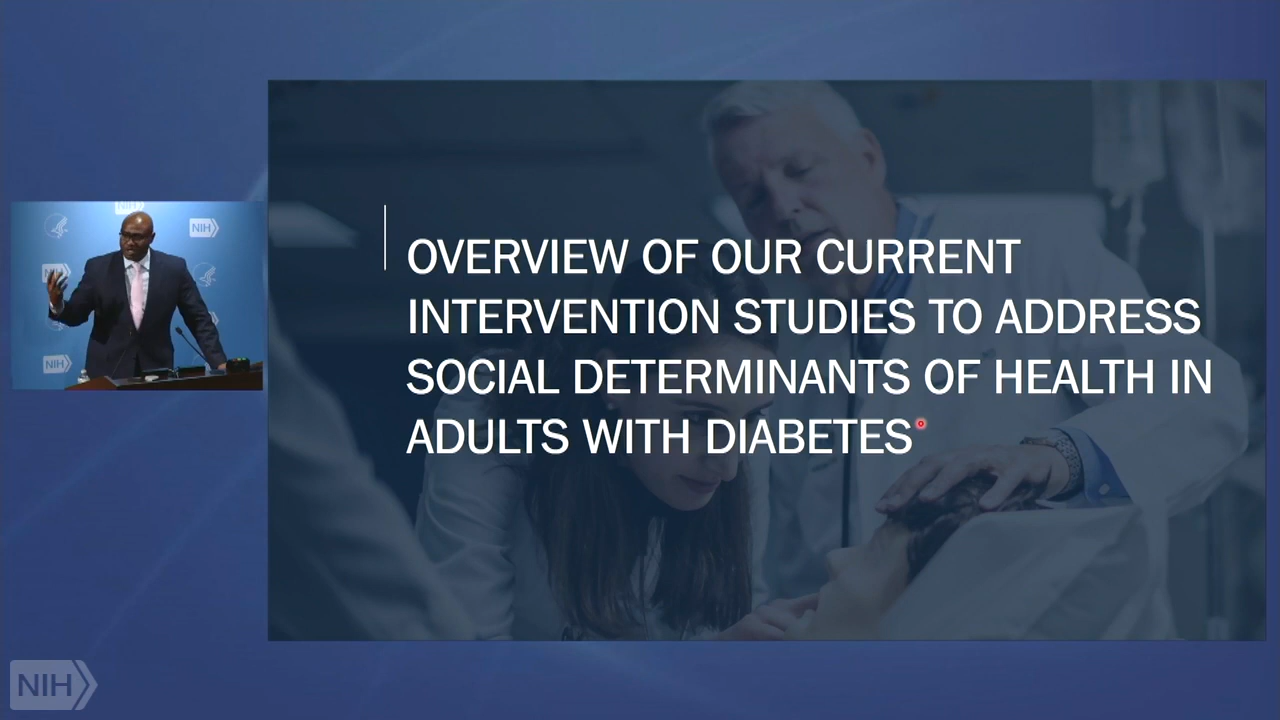 OVERVIEW OF OUR CURRENT
INTERVENTION STUDIES TO ADDRESS
SOCIAL DETERMINANTS OF HEALTH IN
ADULTS WITH DIABETES
NIH
NIH
NIH
NIH
NIH